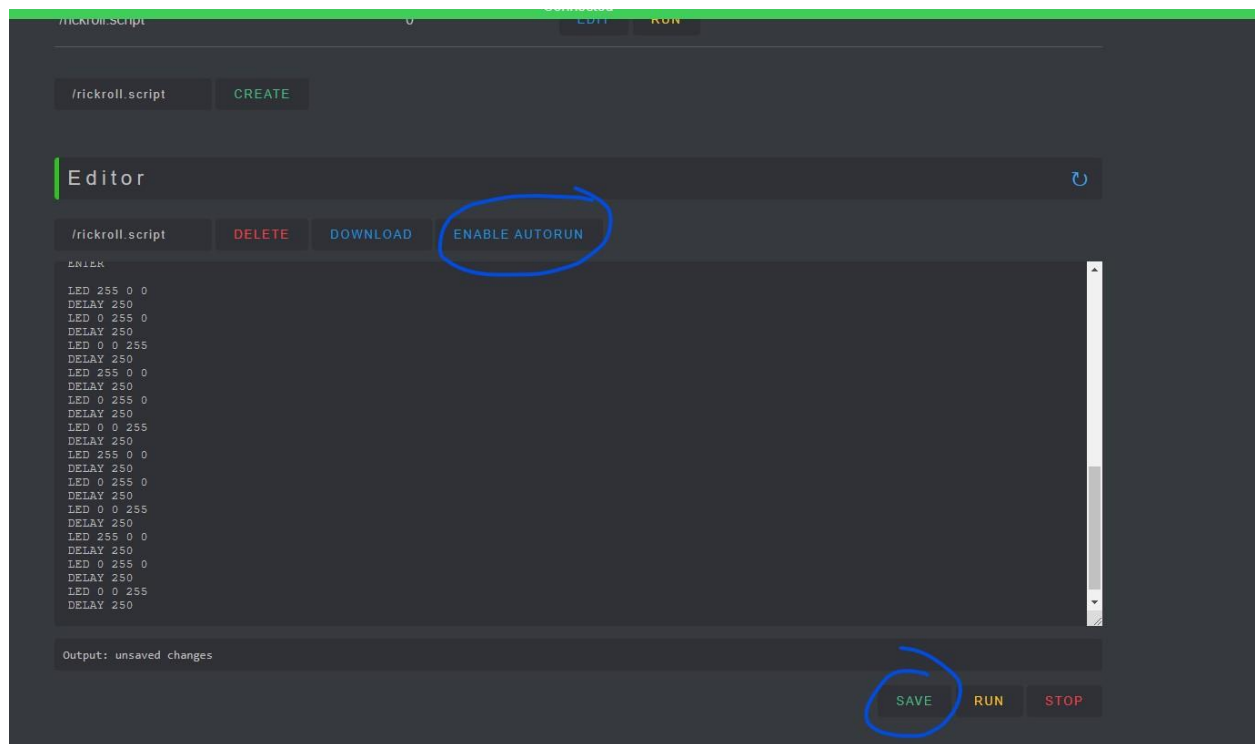 Connected
/rickroll.script 0 EDIT RUN
/rickroll.script CREATE
Editor
/rickroll.script DELETE DOWNLOAD ENABLE AUTORUN
ENTER
LED 255 0 0
DELAY 250
LED 0 255 0
DELAY 250
LED 0 0 255
DELAY 250
LED 255 0 0
DELAY 250
LED 0 255 0
DELAY 250
LED 0 0 255
DELAY 250
LED 255 0 0
DELAY 250
LED 0 255 0
DELAY 250
LED 0 0 255
DELAY 250
LED 255 0 0
DELAY 250
LED 0 255 0
DELAY 250
LED 0 0 255
DELAY 250
Output: unsaved changes
SAVE RUN STOP